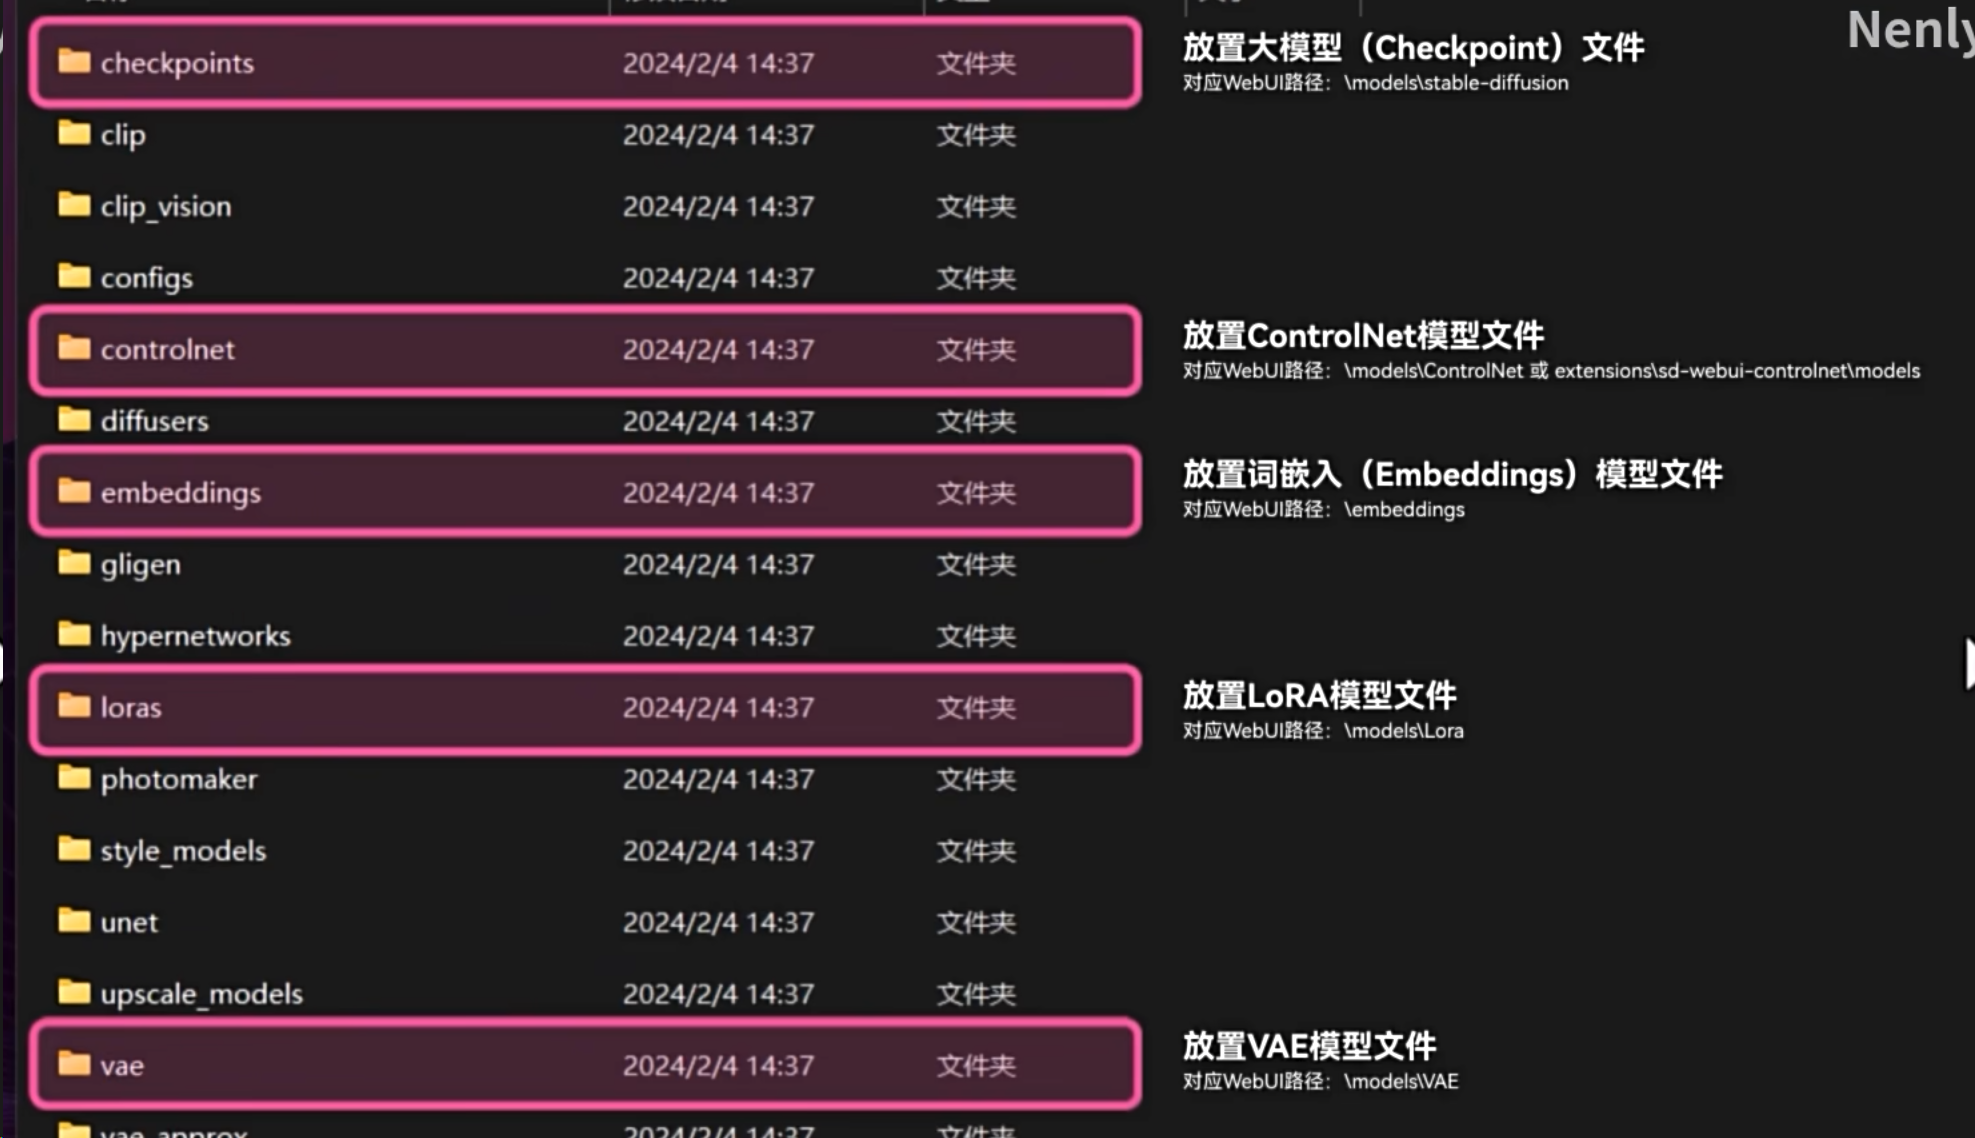 Nenly
checkpoints 2024/2/4 14:37 文件夹 放置大模型（Checkpoint）文件
对应WebUI路径：\models\stable-diffusion
clip 2024/2/4 14:37 文件夹
clip_vision 2024/2/4 14:37 文件夹
configs 2024/2/4 14:37 文件夹
controlnet 2024/2/4 14:37 文件夹 放置ControlNet模型文件
对应WebUI路径：\models\ControlNet 或 extensions\sd-webui-controlnet\models
diffusers 2024/2/4 14:37 文件夹
embeddings 2024/2/4 14:37 文件夹 放置词嵌入（Embeddings）模型文件
对应WebUI路径：\embeddings
gligen 2024/2/4 14:37 文件夹
hypernetworks 2024/2/4 14:37 文件夹
loras 2024/2/4 14:37 文件夹 放置LoRA模型文件
对应WebUI路径：\models\Lora
photomaker 2024/2/4 14:37 文件夹
style_models 2024/2/4 14:37 文件夹
unet 2024/2/4 14:37 文件夹
upscale_models 2024/2/4 14:37 文件夹
vae 2024/2/4 14:37 文件夹 放置VAE模型文件
对应WebUI路径：\models\VAE
vae_approx 2024/2/4 14:37 文件夹